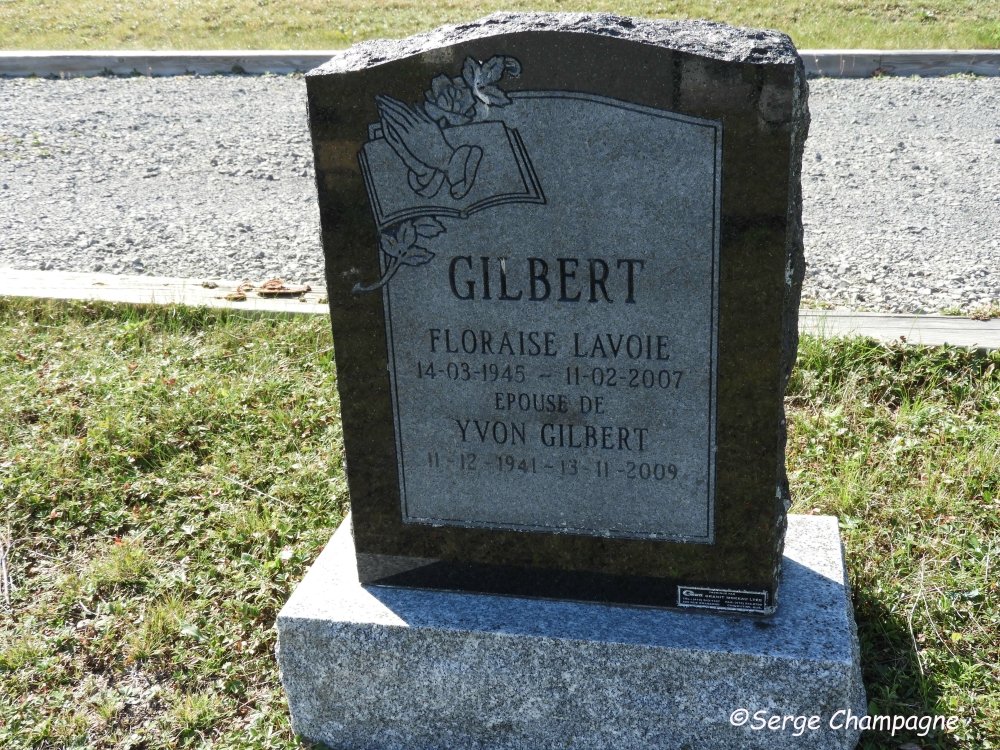 GILBERT
FLORAISE LAVOIE
14-03-1945 - 11-02-2007
EPOUSE DE
YVON GILBERT
11-12-1941-13-11-2009
©Serge Champagne